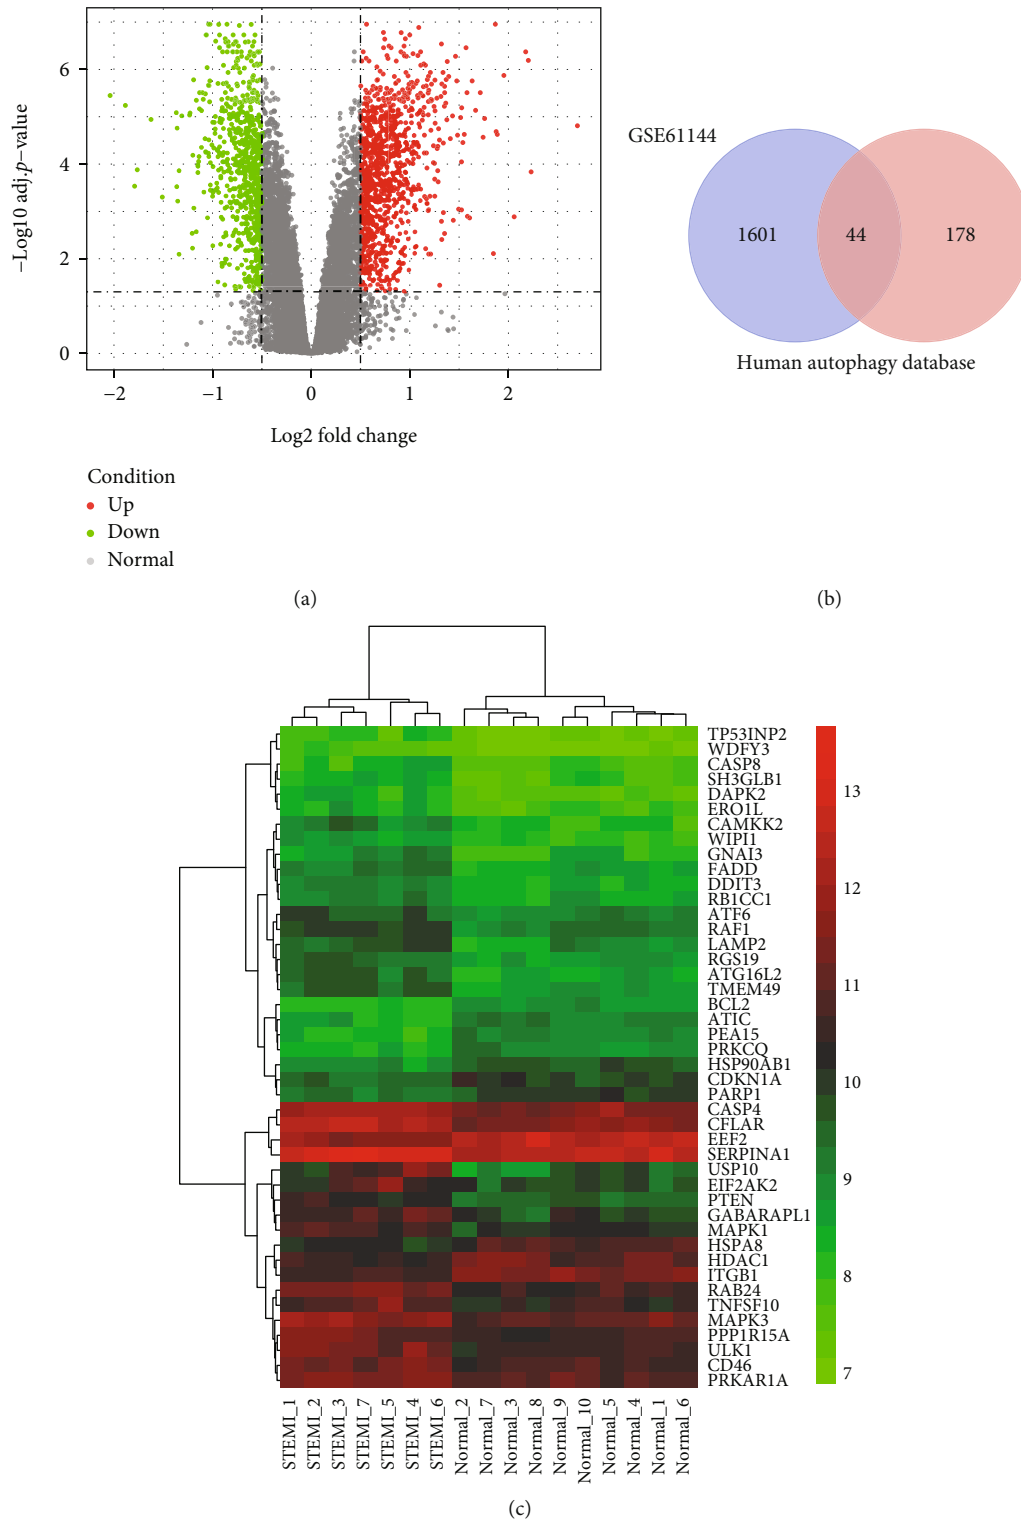 6
4
2
0
−Log10 adj.p−value
−2
−1
0
1
2
Log2 fold change
Condition
Up
Down
Normal
(a)
GSE61144
1601
44
178
Human autophagy database
(b)
TP53INP2
WDFY3
CASP8
SH3GLB1
DAPK2
ERO1L
CAMKK2
WIPI1
GNAI3
FADD
DDIT3
RB1CC1
ATF6
RAF1
LAMP2
RGS19
ATG16L2
TMEM49
BCL2
ATIC
PEA15
PRKCQ
HSP90AB1
CDKN1A
PARP1
CASP4
CFLAR
EEF2
SERPINA1
USP10
EIF2AK2
PTEN
GABARAPL1
MAPK1
HSPA8
HDAC1
ITGB1
RAB24
TNFSF10
MAPK3
PPP1R15A
ULK1
CD46
PRKAR1A
13
12
11
10
9
8
7
STEMI_1
STEMI_2
STEMI_3
STEMI_7
STEMI_5
STEMI_4
STEMI_6
Normal_2
Normal_7
Normal_3
Normal_8
Normal_9
Normal_10
Normal_5
Normal_4
Normal_1
Normal_6
(c)